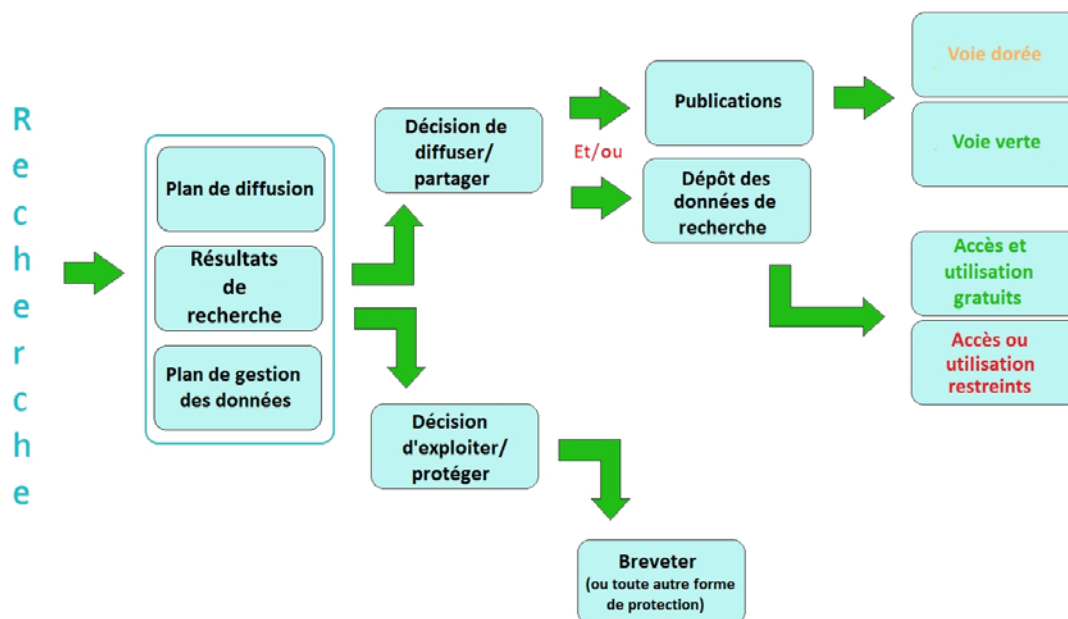 Recherche
Plan de diffusion
Résultats
de
recherche
Plan de gestion
des données
Décision de
diffuser/
partager
Décision
d'exploiter/
protéger
Et/ou
Publications
Dépôt des
données de
recherche
Breveter
(ou toute autre forme
de protection)
Voie dorée
Voie verte
Accès et
utilisation
gratuits
Accès ou
utilisation
restreints